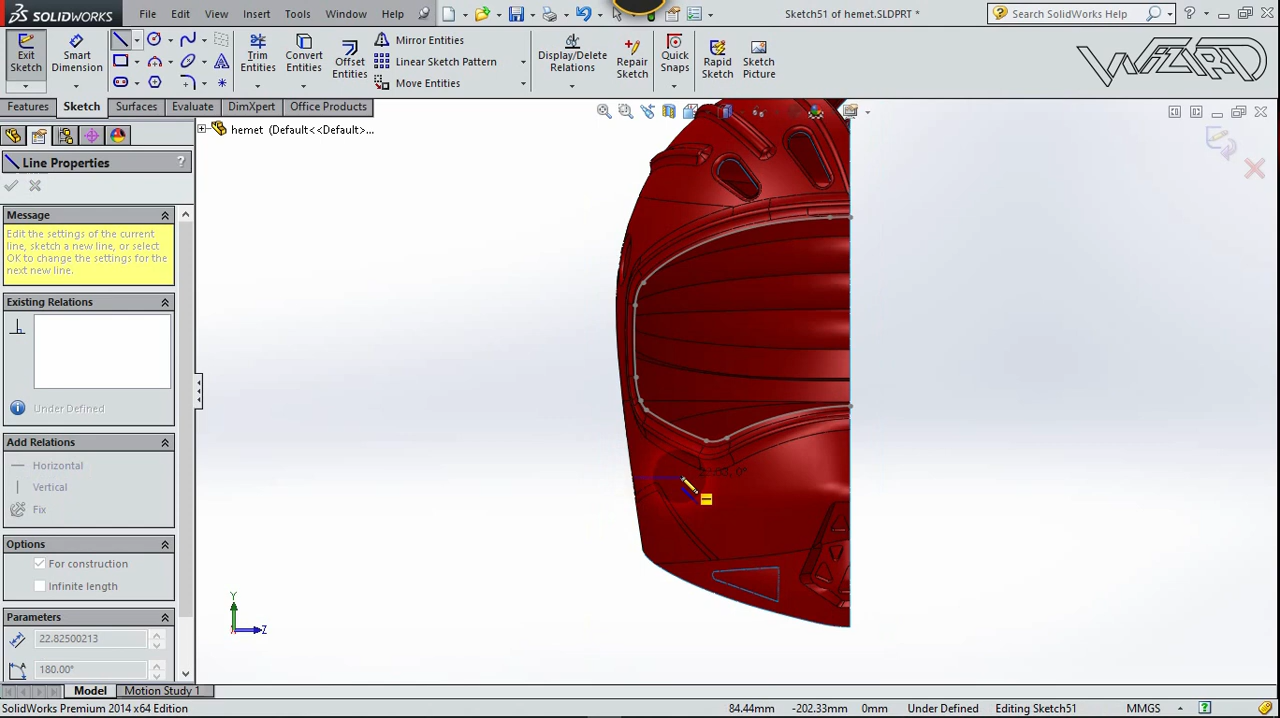 SOLIDWORKS File Edit View Insert Tools Window Help Sketch51 of hemet.SLDPRT * Search SolidWorks Help
Exit Sketch
Smart Dimension
Trim Entities
Convert Entities
Offset Entities
Mirror Entities
Linear Sketch Pattern
Move Entities
Display/Delete Relations
Repair Sketch
Quick Snaps
Rapid Sketch
Sketch Picture
WIZARD
Features Sketch Surfaces Evaluate DimXpert Office Products
hemet (Default<<Default>...
Line Properties ?
Message
Edit the settings of the current
line, sketch a new line, or select
OK to change the settings for the
next new line.
Existing Relations
Under Defined
Add Relations
Horizontal
Vertical
Fix
Options
For construction
Infinite length
Parameters
22.82500213
180.00°
Y
Z
Model Motion Study 1
SolidWorks Premium 2014 x64 Edition 84.44mm -202.33mm 0mm Under Defined Editing Sketch51 MMGS